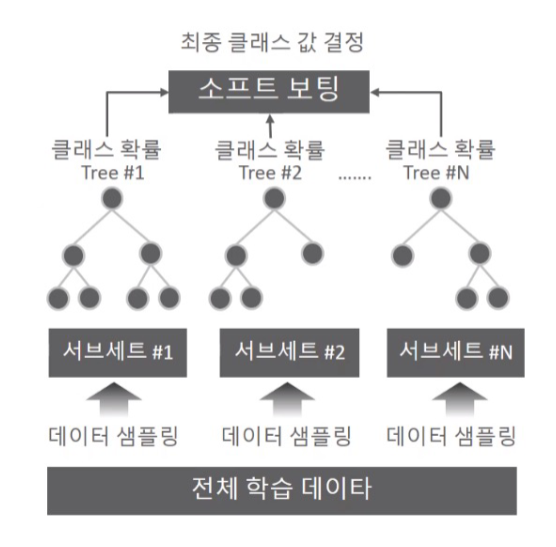 최종 클래스 값 결정
소프트 보팅
클래스 확률 클래스 확률 클래스 확률
Tree #1 Tree #2 ....... Tree #N
서브세트 #1 서브세트 #2 서브세트 #N
데이터 샘플링 데이터 샘플링 데이터 샘플링
전체 학습 데이타